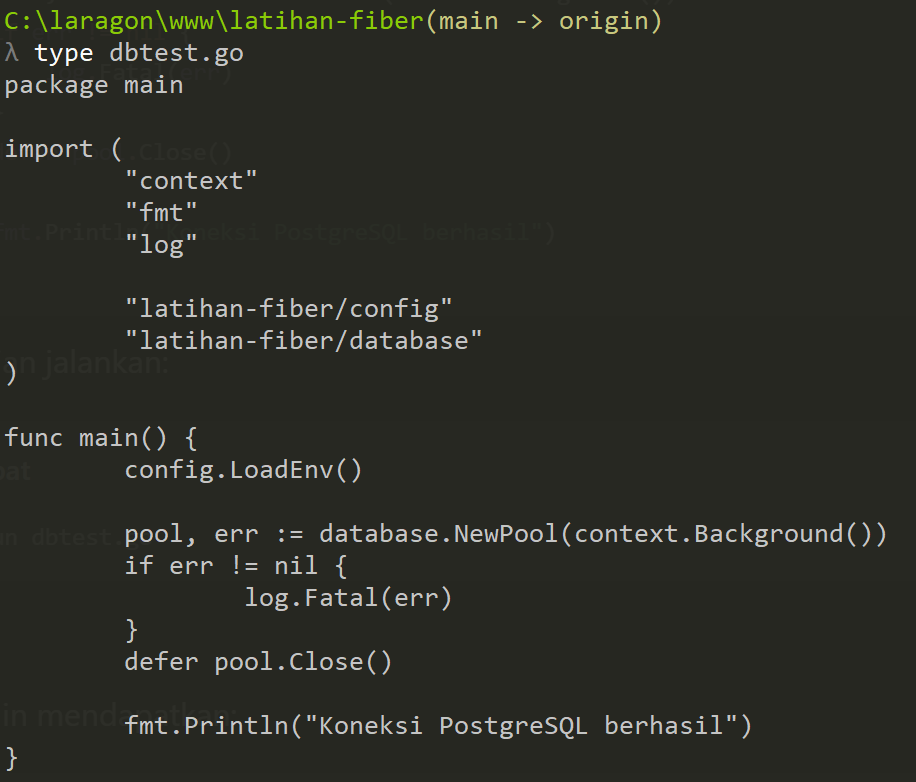 C:\laragon\www\latihan-fiber(main -> origin)
λ type dbtest.go
package main

import (
        "context"
        "fmt"
        "log"

        "latihan-fiber/config"
        "latihan-fiber/database"
)

func main() {
        config.LoadEnv()

        pool, err := database.NewPool(context.Background())
        if err != nil {
                log.Fatal(err)
        }
        defer pool.Close()

        fmt.Println("Koneksi PostgreSQL berhasil")
}